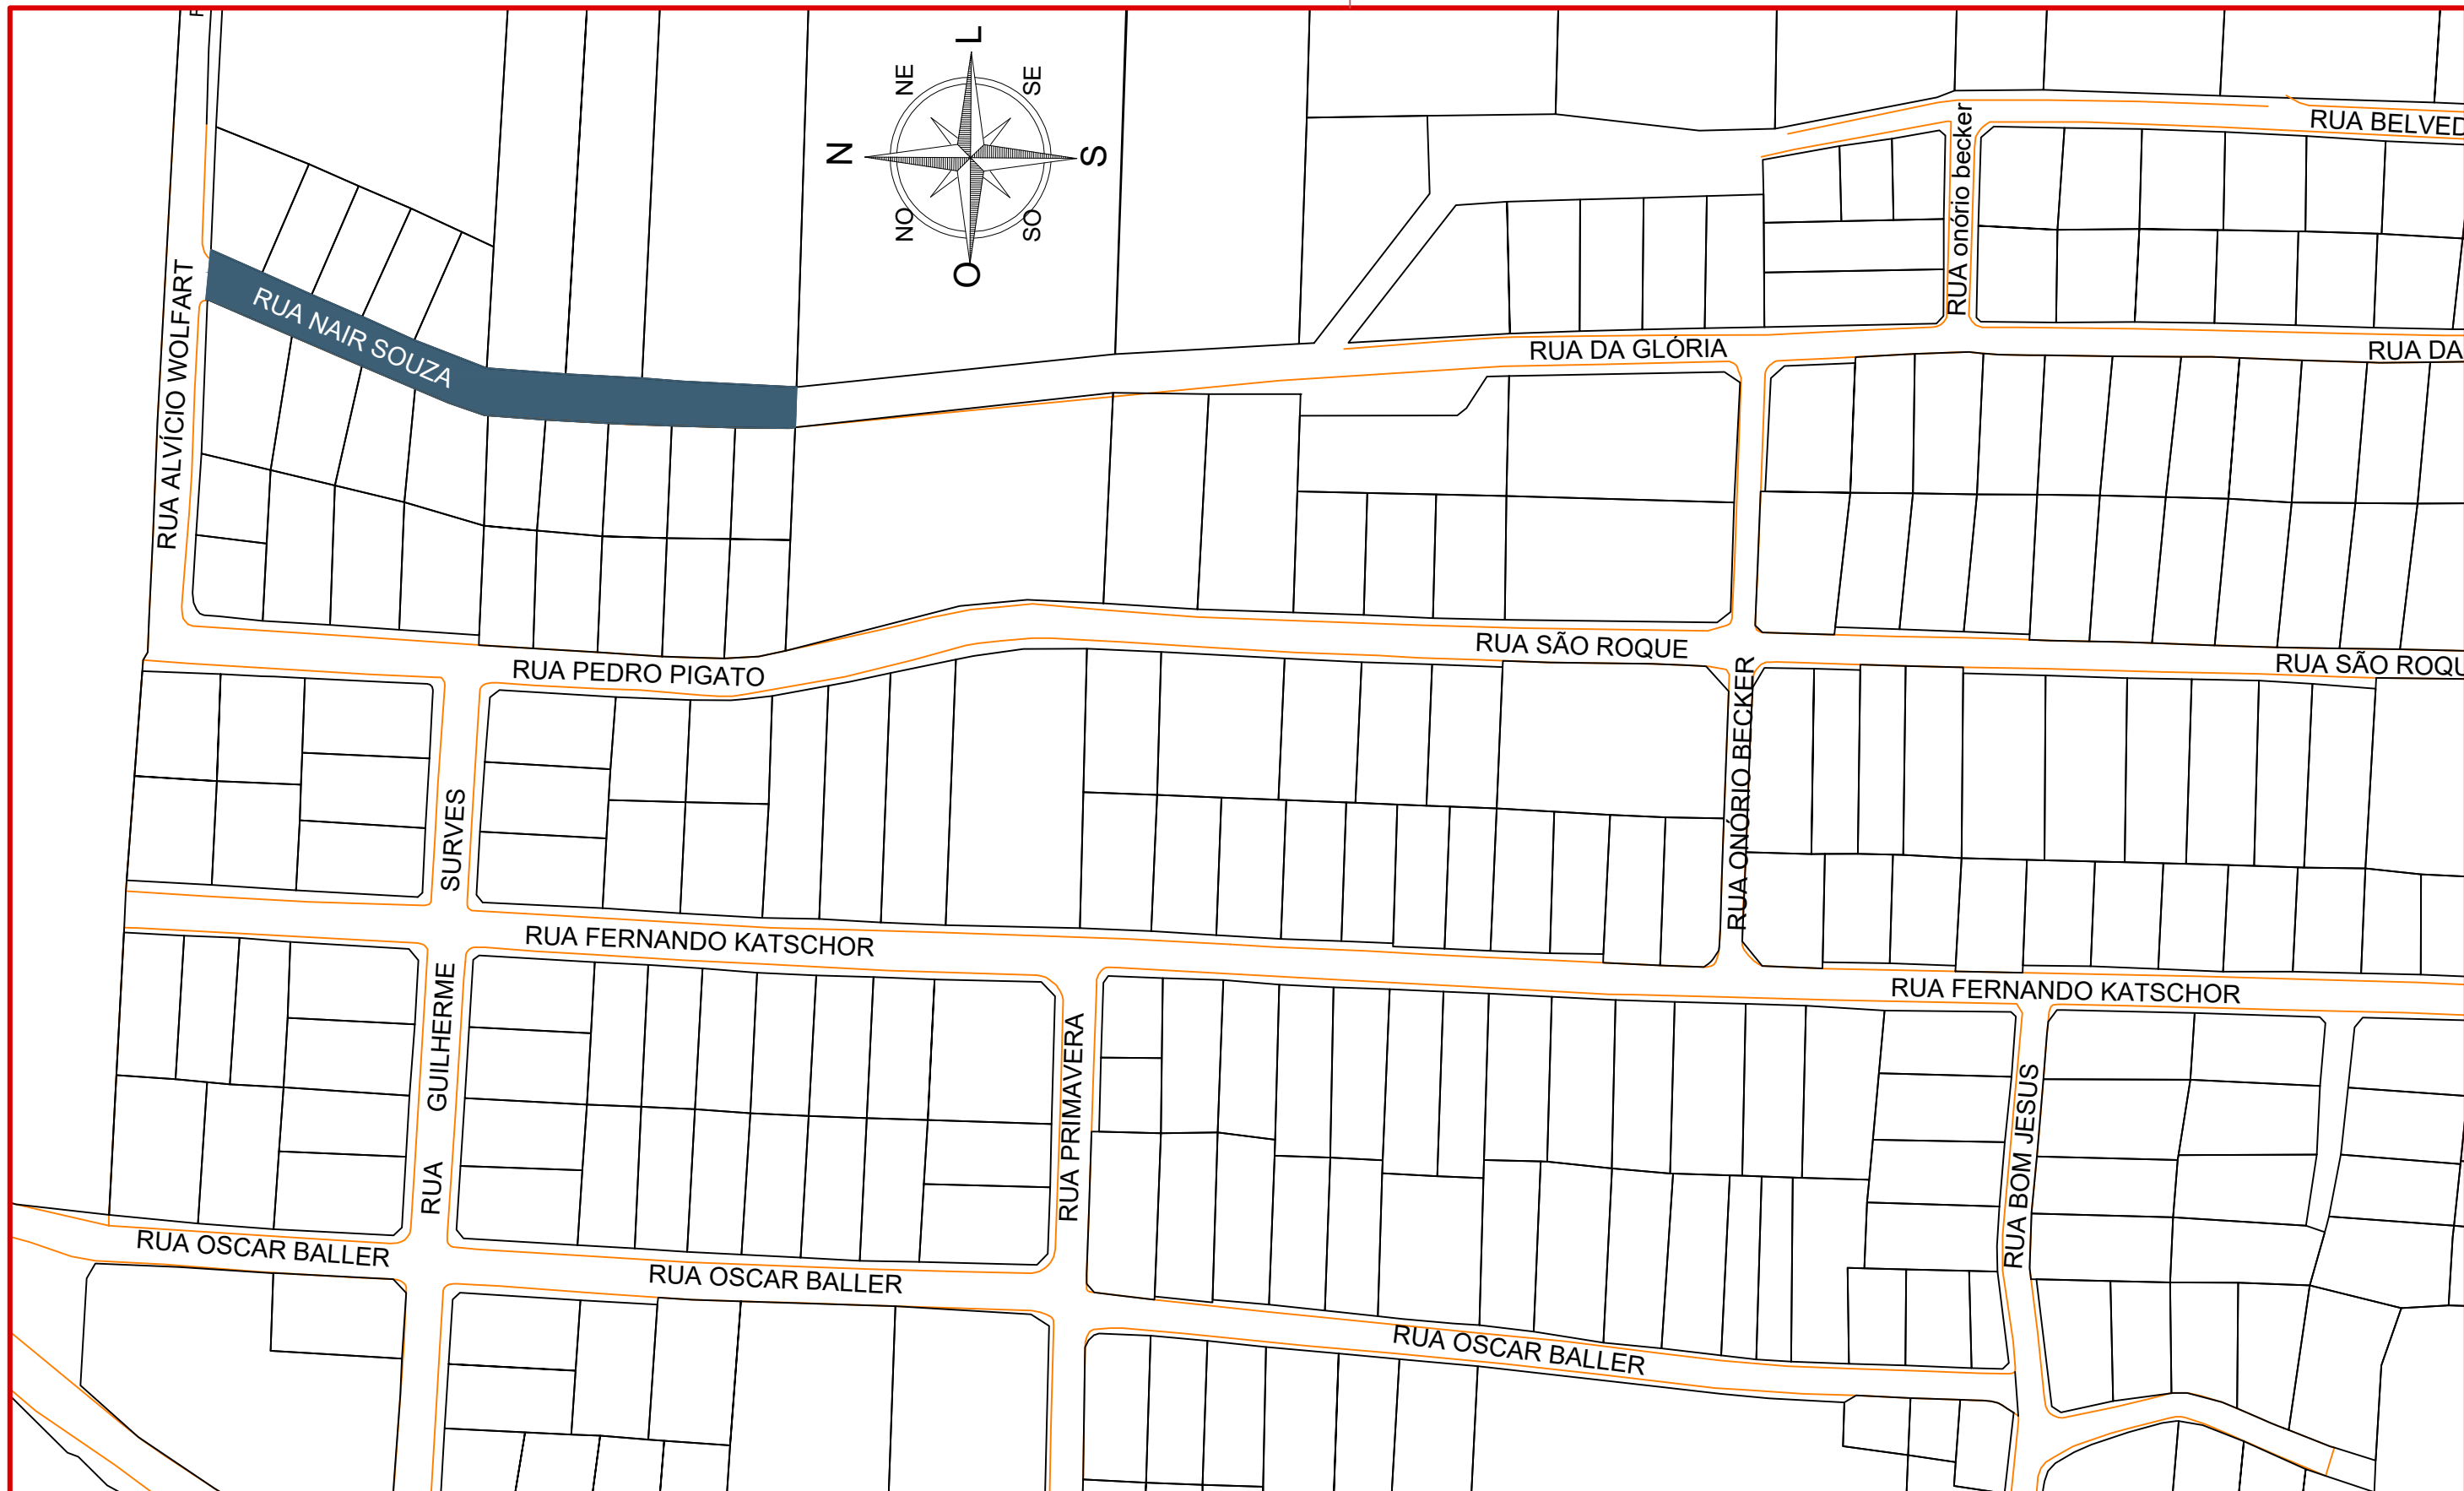 L
NE
SE
N
S
NO
SO
O
RUA BELVED
RUA onório becker
RUA ALVÍCIO WOLFART
RUA NAIR SOUZA
RUA DA GLÓRIA
RUA DA
RUA PEDRO PIGATO
RUA SÃO ROQUE
RUA SÃO ROQU
RUA ONÓRIO BECKER
SURVES
RUA FERNANDO KATSCHOR
RUA GUILHERME
RUA FERNANDO KATSCHOR
RUA PRIMAVERA
RUA BOM JESUS
RUA OSCAR BALLER
RUA OSCAR BALLER
RUA OSCAR BALLER